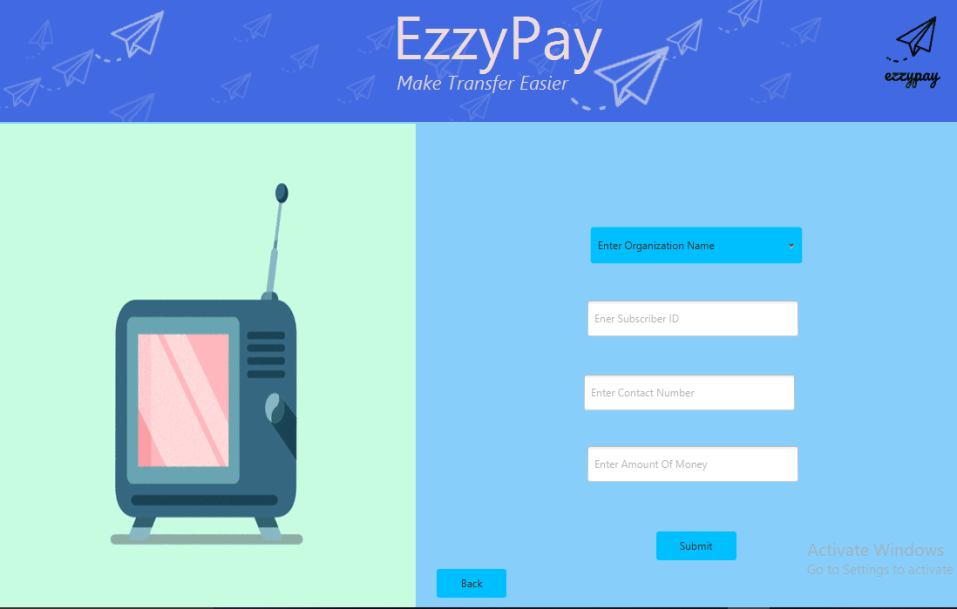 EzzyPay
Make Transfer Easier
ezzypay
Enter Organization Name
Ener Subscriber ID
Enter Contact Number
Enter Amount Of Money
Submit
Back
Activate Windows
Go to Settings to activate